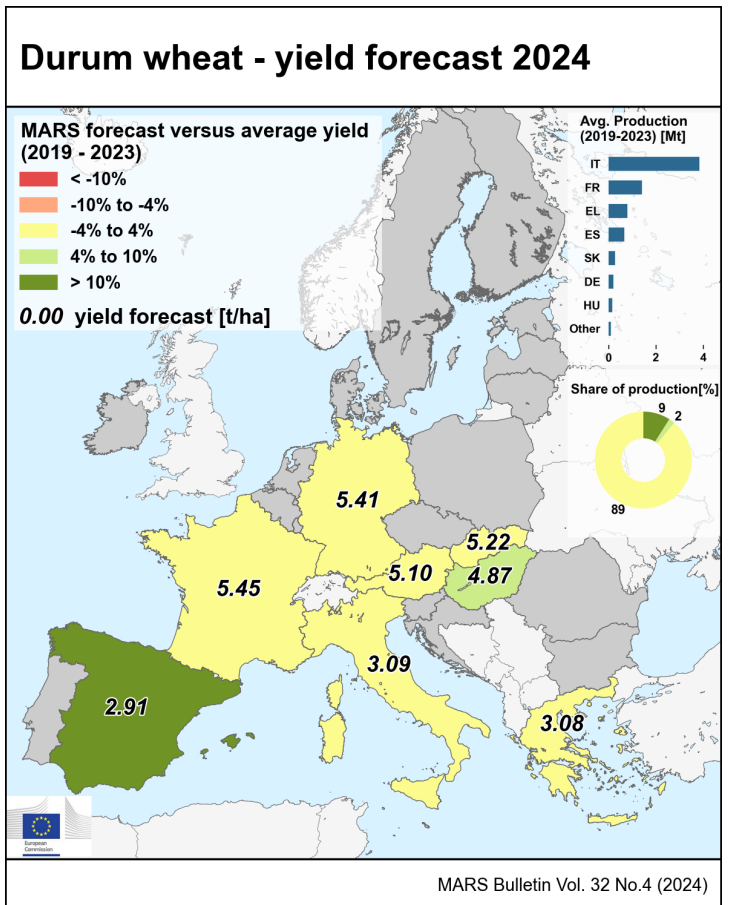 Durum wheat - yield forecast 2024
MARS forecast versus average yield
(2019 - 2023)
< -10%
-10% to -4%
-4% to 4%
4% to 10%
> 10%
0.00 yield forecast [t/ha]
Avg. Production
(2019-2023) [Mt]
IT
FR
EL
ES
SK
DE
HU
Other
0 2 4
Share of production[%]
9
2
89
5.41
5.22
5.10
4.87
5.45
3.09
2.91
3.08
European
Commission
MARS Bulletin Vol. 32 No.4 (2024)